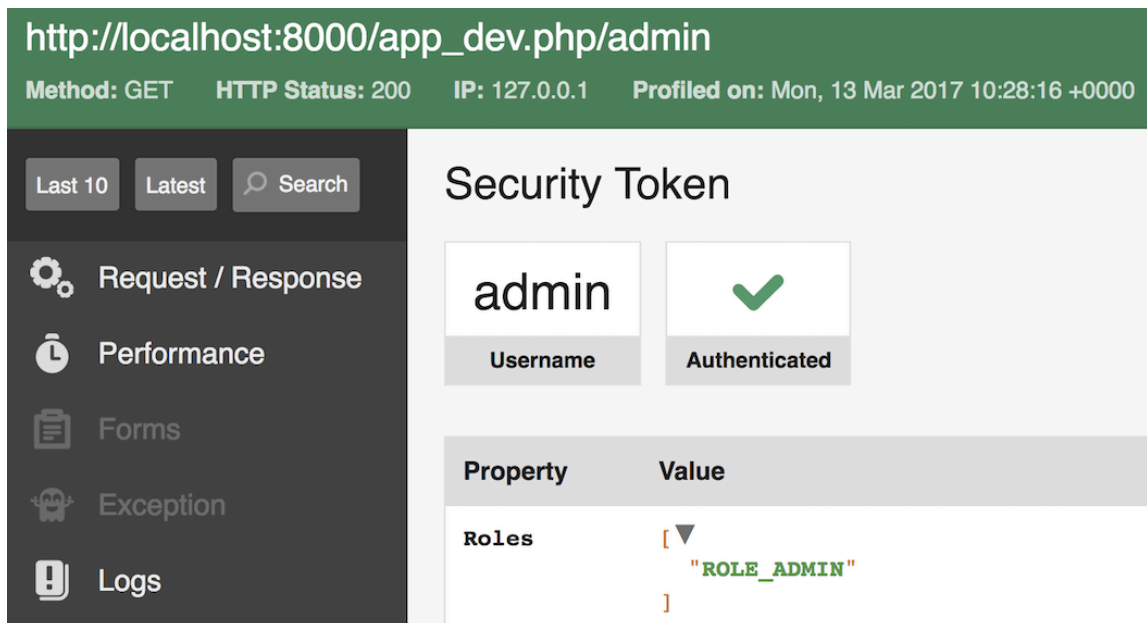 http://localhost:8000/app_dev.php/admin
Method: GET HTTP Status: 200 IP: 127.0.0.1 Profiled on: Mon, 13 Mar 2017 10:28:16 +0000
Last 10 Latest Search
Request / Response
Performance
Forms
Exception
Logs
Security Token
admin
Username Authenticated
Property Value
Roles [
"ROLE_ADMIN"
]